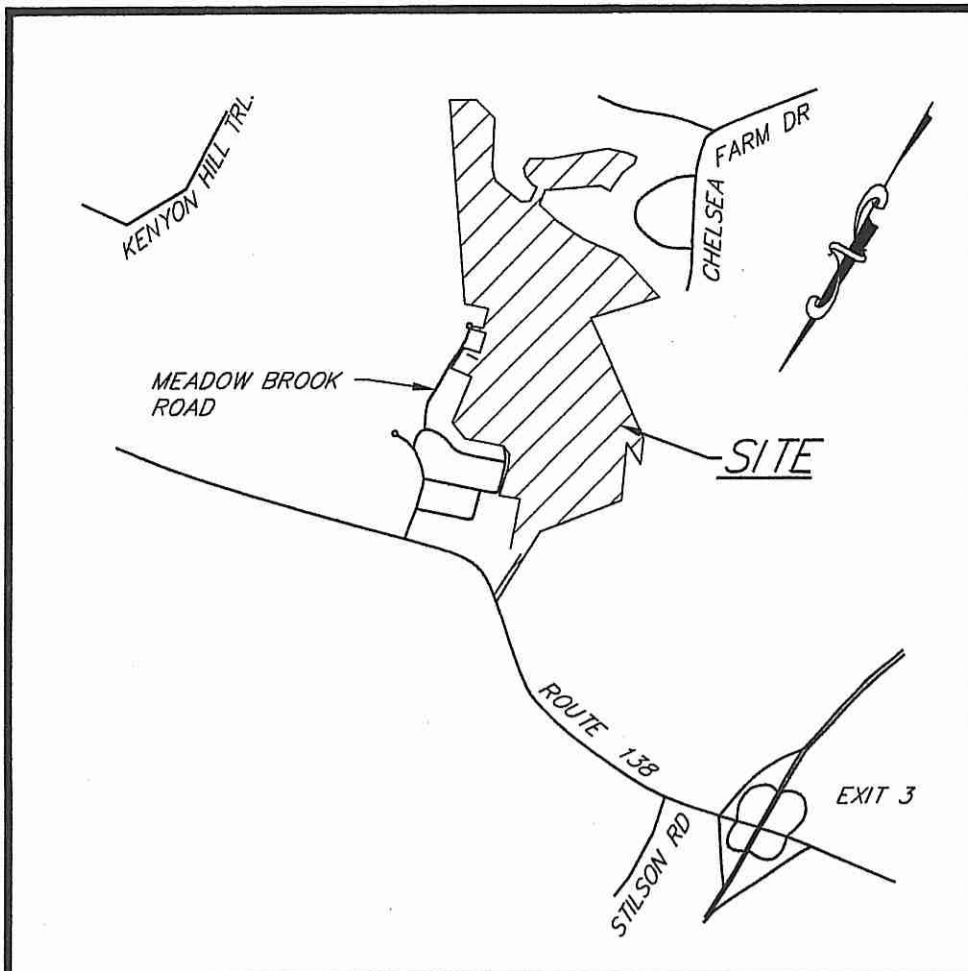 KENYON HILL TRL.
CHELSEA FARM DR
MEADOW BROOK
ROAD
SITE
ROUTE 138
EXIT 3
STILSON RD